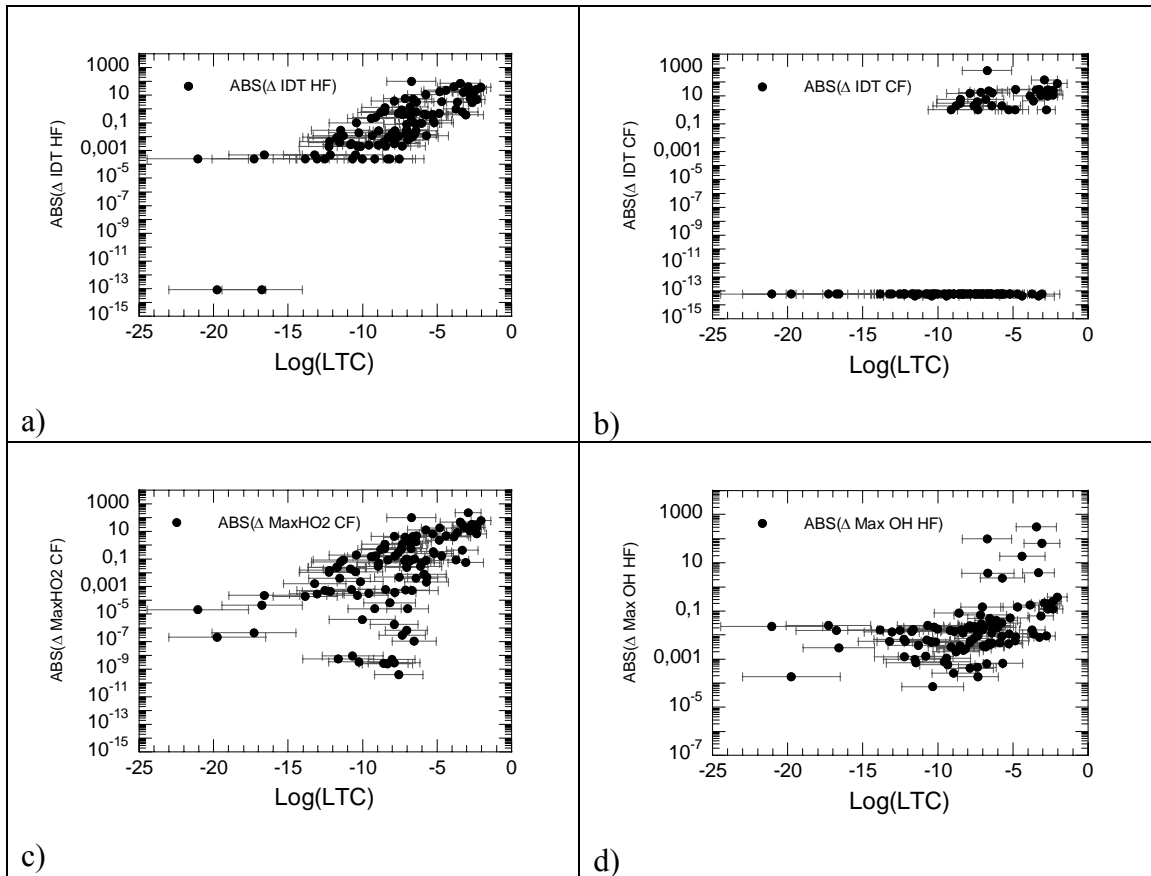 1000
10
0,1
0,001
10-5
10-7
10-9
10-11
10-13
10-15
ABS(Δ IDT HF)
ABS(Δ IDT HF)
-25 -20 -15 -10 -5 0
Log(LTC)
a)
1000
10
0,1
0,001
10-5
10-7
10-9
10-11
10-13
10-15
ABS(Δ IDT CF)
ABS(Δ IDT CF)
-25 -20 -15 -10 -5 0
Log(LTC)
b)
1000
10
0,1
0,001
10-5
10-7
10-9
10-11
10-13
10-15
ABS(Δ MaxHO2 CF)
ABS(Δ MaxHO2 CF)
-25 -20 -15 -10 -5 0
Log(LTC)
c)
1000
10
0,1
0,001
10-5
10-7
ABS(Δ Max OH HF)
ABS(Δ Max OH HF)
-25 -20 -15 -10 -5 0
Log(LTC)
d)